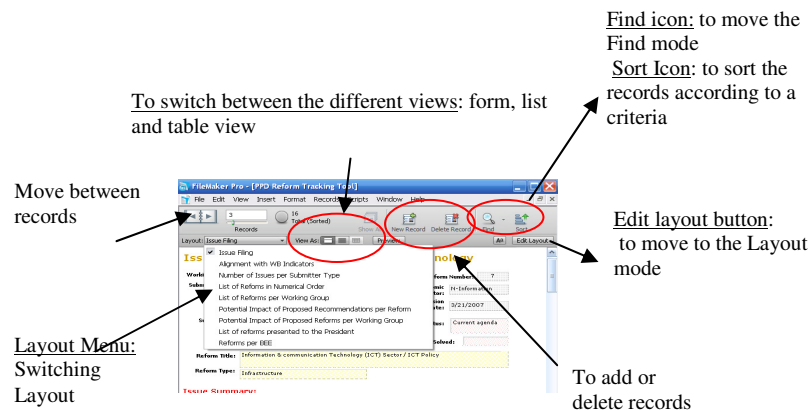 Find icon: to move the
Find mode
Sort Icon: to sort the
records according to a
criteria
To switch between the different views: form, list
and table view
Move between
records
Edit layout button:
to move to the Layout
mode
Layout Menu:
Switching
Layout
To add or
delete records
FileMaker Pro - [PPD Reform Tracking Tool]
File Edit View Insert Format Records Scripts Window Help
3
Records
16
Total (Sorted)
Show All
New Record
Delete Record
Find
Sort
Layout: Issue Filing
View As:
Preview
Edit Layout
Issue Filing
Alignment with WB Indicators
Number of Issues per Submitter Type
List of Refoms in Numerical Order
List of Reforms per Working Group
Potential Impact of Proposed Recommendations per Reform
Potential Impact of Proposed Reforms per Working Group
List of reforms presented to the President
Reforms per BEE
Number: 7
N-Information
3/21/2007
Current agenda
Solved:
Reform Title: Information & communication Technology (ICT) Sector / ICT Policy
Reform Type: Infrastructure
Issue Summary: